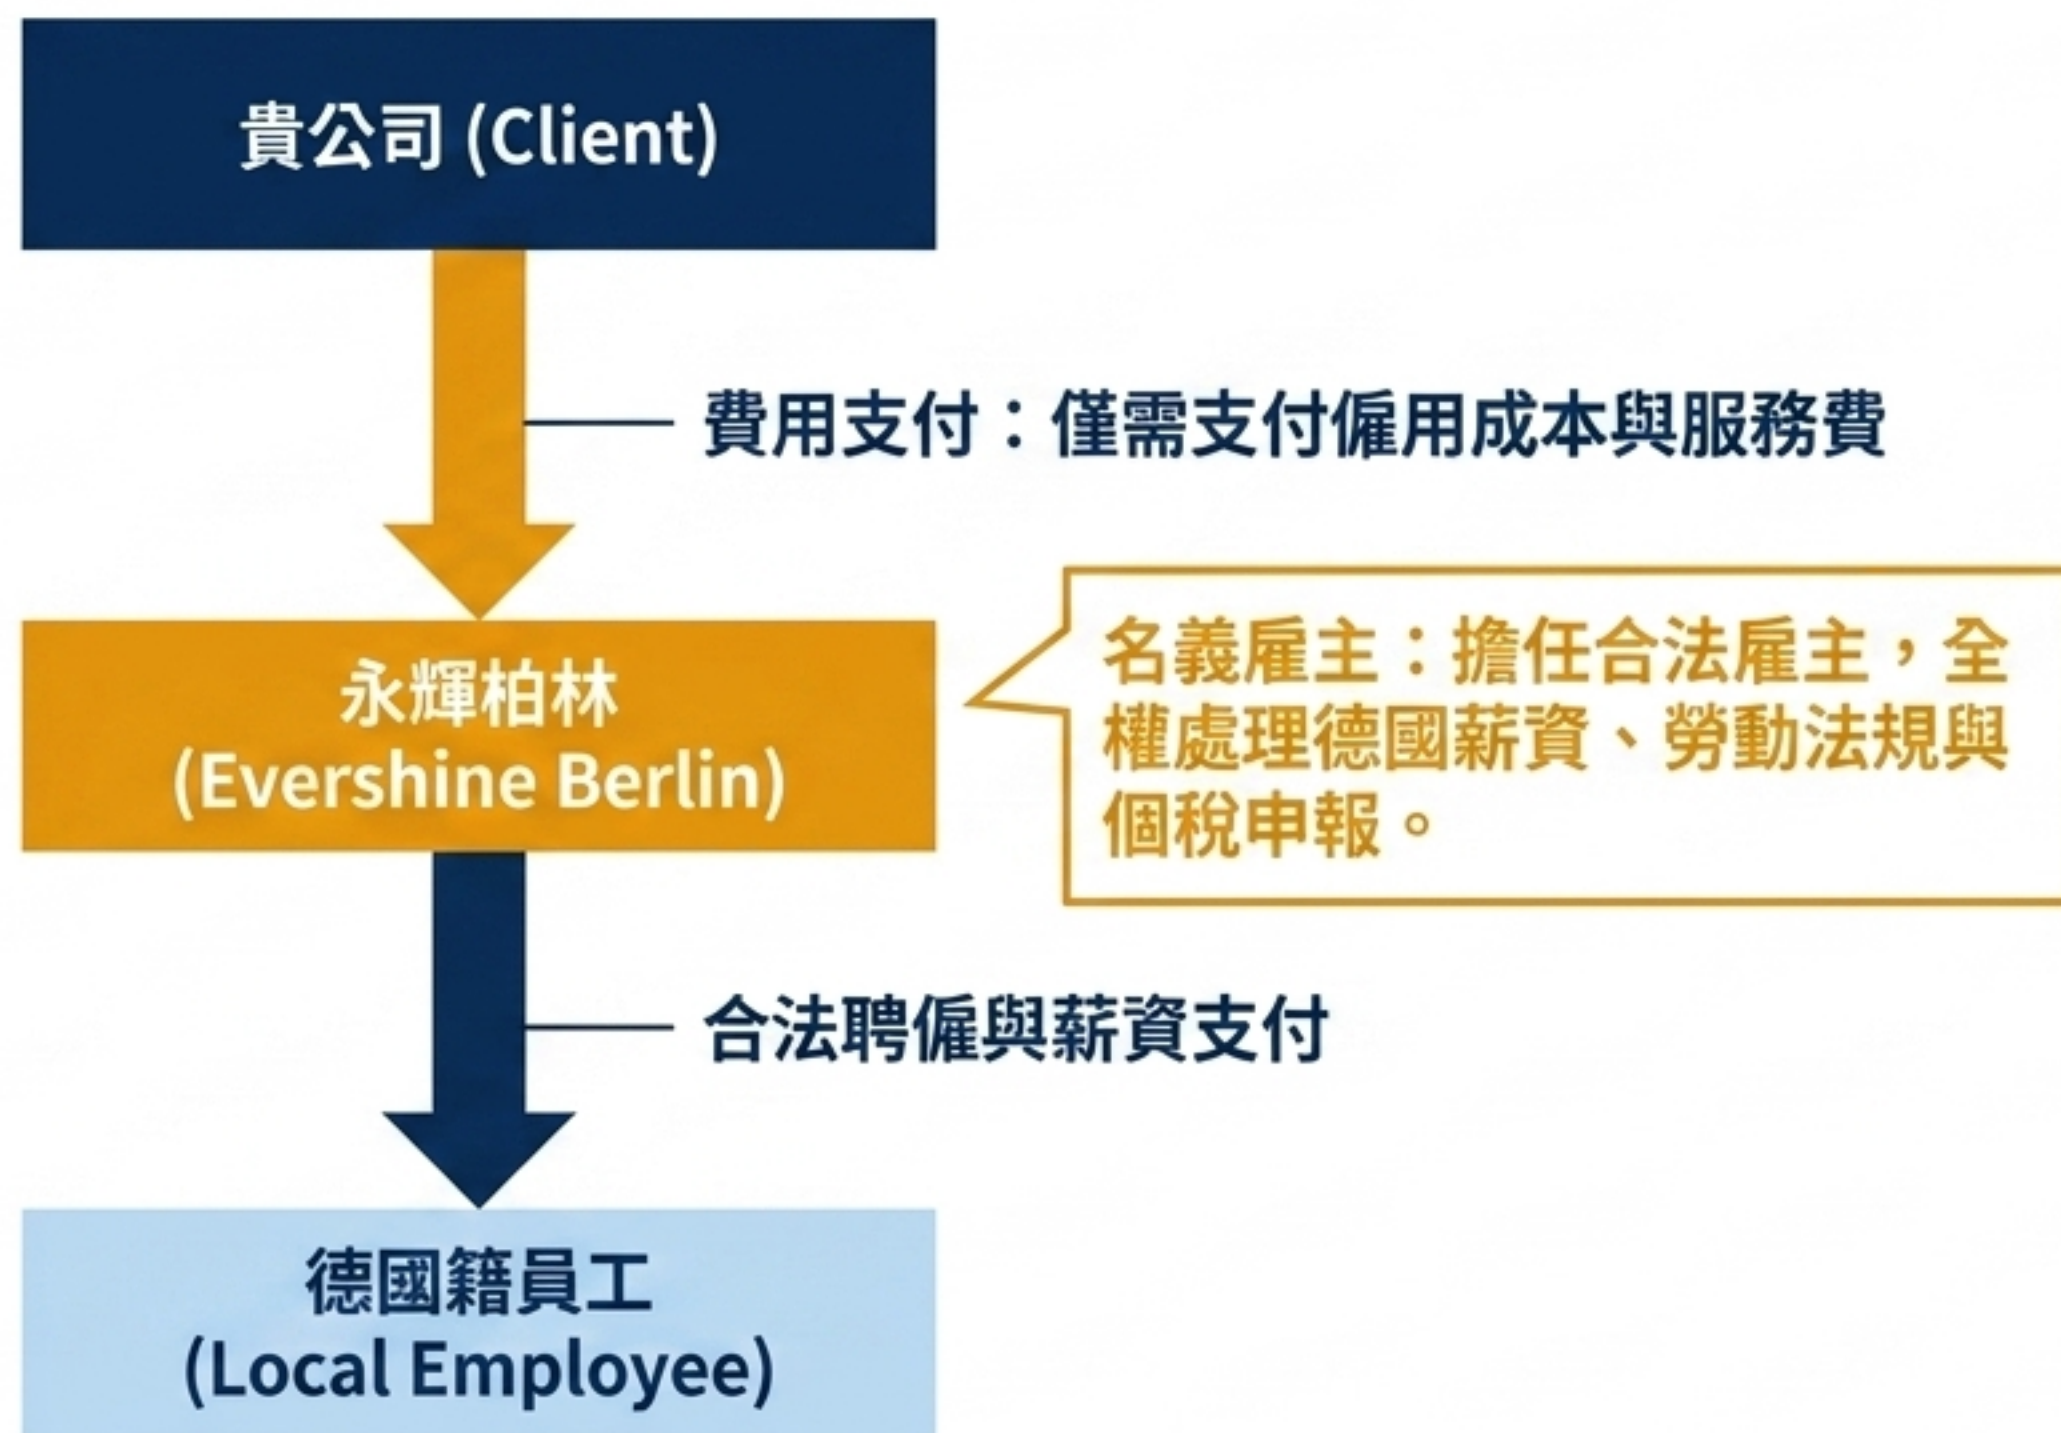 貴公司 (Client)
費用支付：僅需支付僱用成本與服務費
永輝柏林
(Evershine Berlin)
名義雇主：擔任合法雇主，全
權處理德國薪資、勞動法規與
個稅申報。
合法聘僱與薪資支付
德國籍員工
(Local Employee)